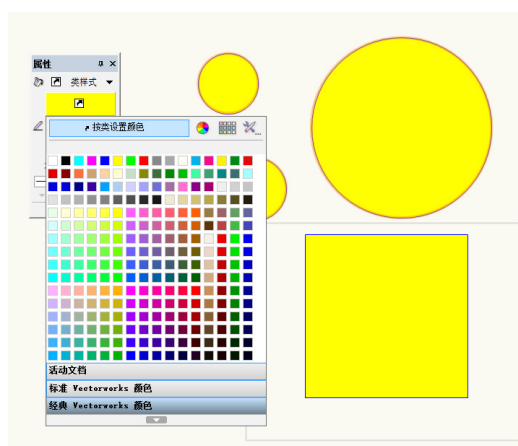 属性
类样式
按类设置颜色
活动文档
标准 Vectorworks 颜色
经典 Vectorworks 颜色